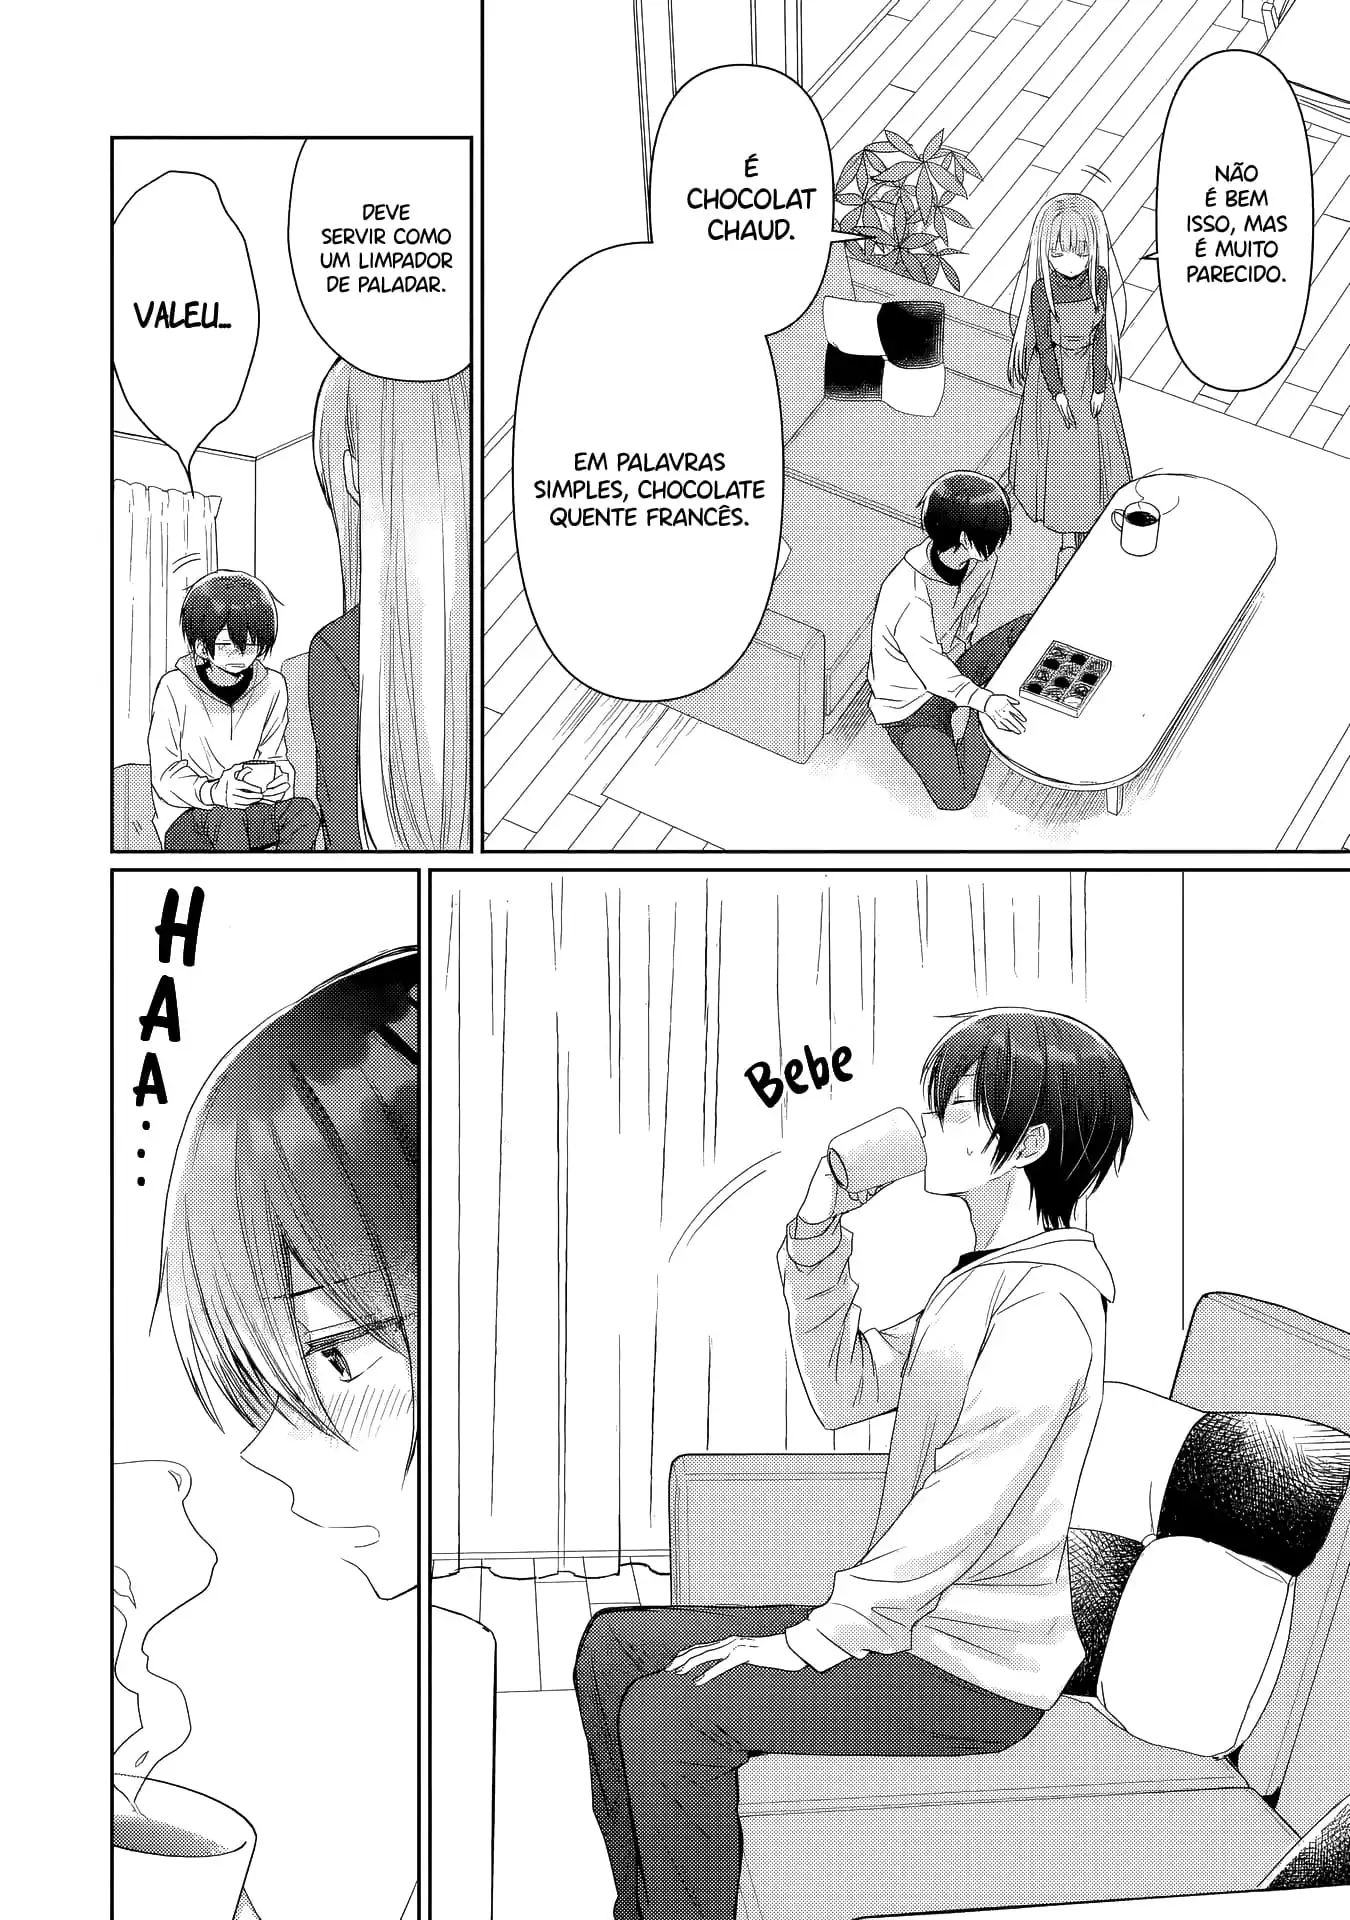 NÃO
É BEM
ISSO, MAS
É MUITO
PARECIDO.
É
CHOCOLAT
CHAUD.
EM PALAVRAS
SIMPLES, CHOCOLATE
QUENTE FRANCÊS.
DEVE
SERVIR COMO
UM LIMPADOR
DE PALADAR.
VALEU...
Bebe
HAA...